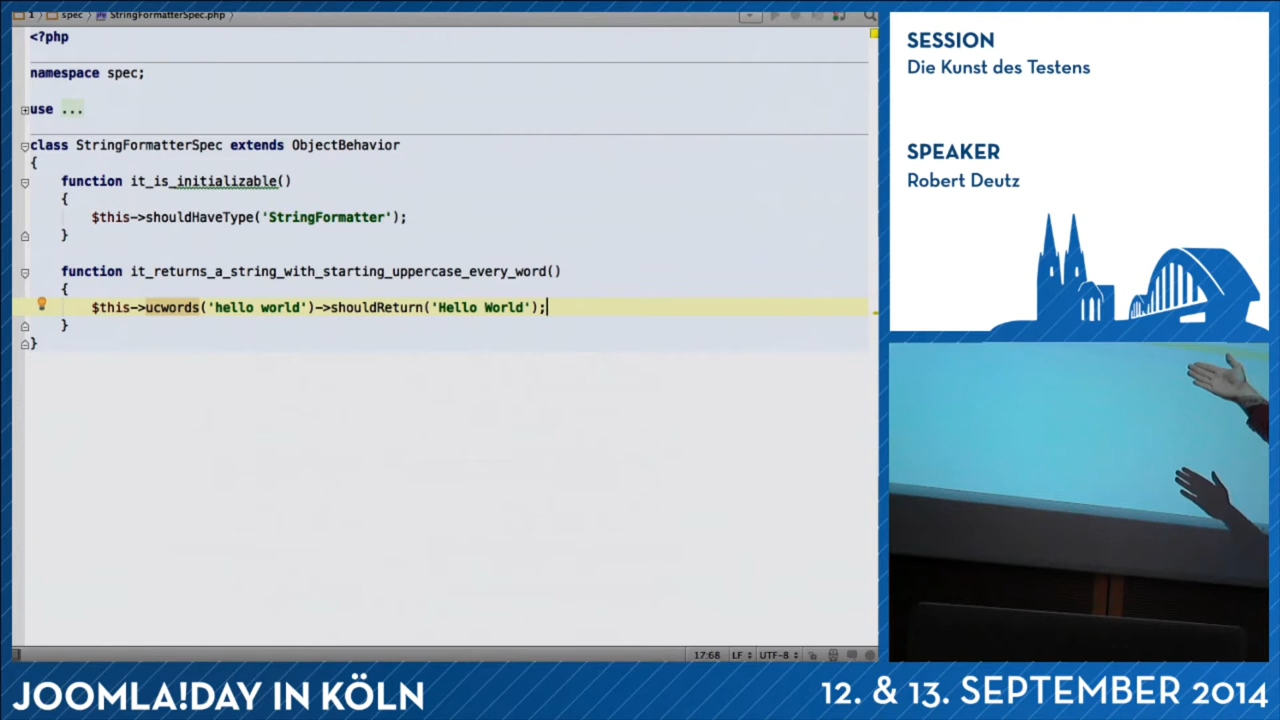 1 〉 spec 〉 StringFormatterSpec.php 〉
<?php
namespace spec;
use ...
class StringFormatterSpec extends ObjectBehavior
{
function it_is_initializable()
{
$this->shouldHaveType('StringFormatter');
}
function it_returns_a_string_with_starting_uppercase_every_word()
{
$this->ucwords('hello world')->shouldReturn('Hello World');
}
}
17:68 LF UTF-8
SESSION
Die Kunst des Testens
SPEAKER
Robert Deutz
JOOMLA!DAY IN KÖLN
12. & 13. SEPTEMBER 2014